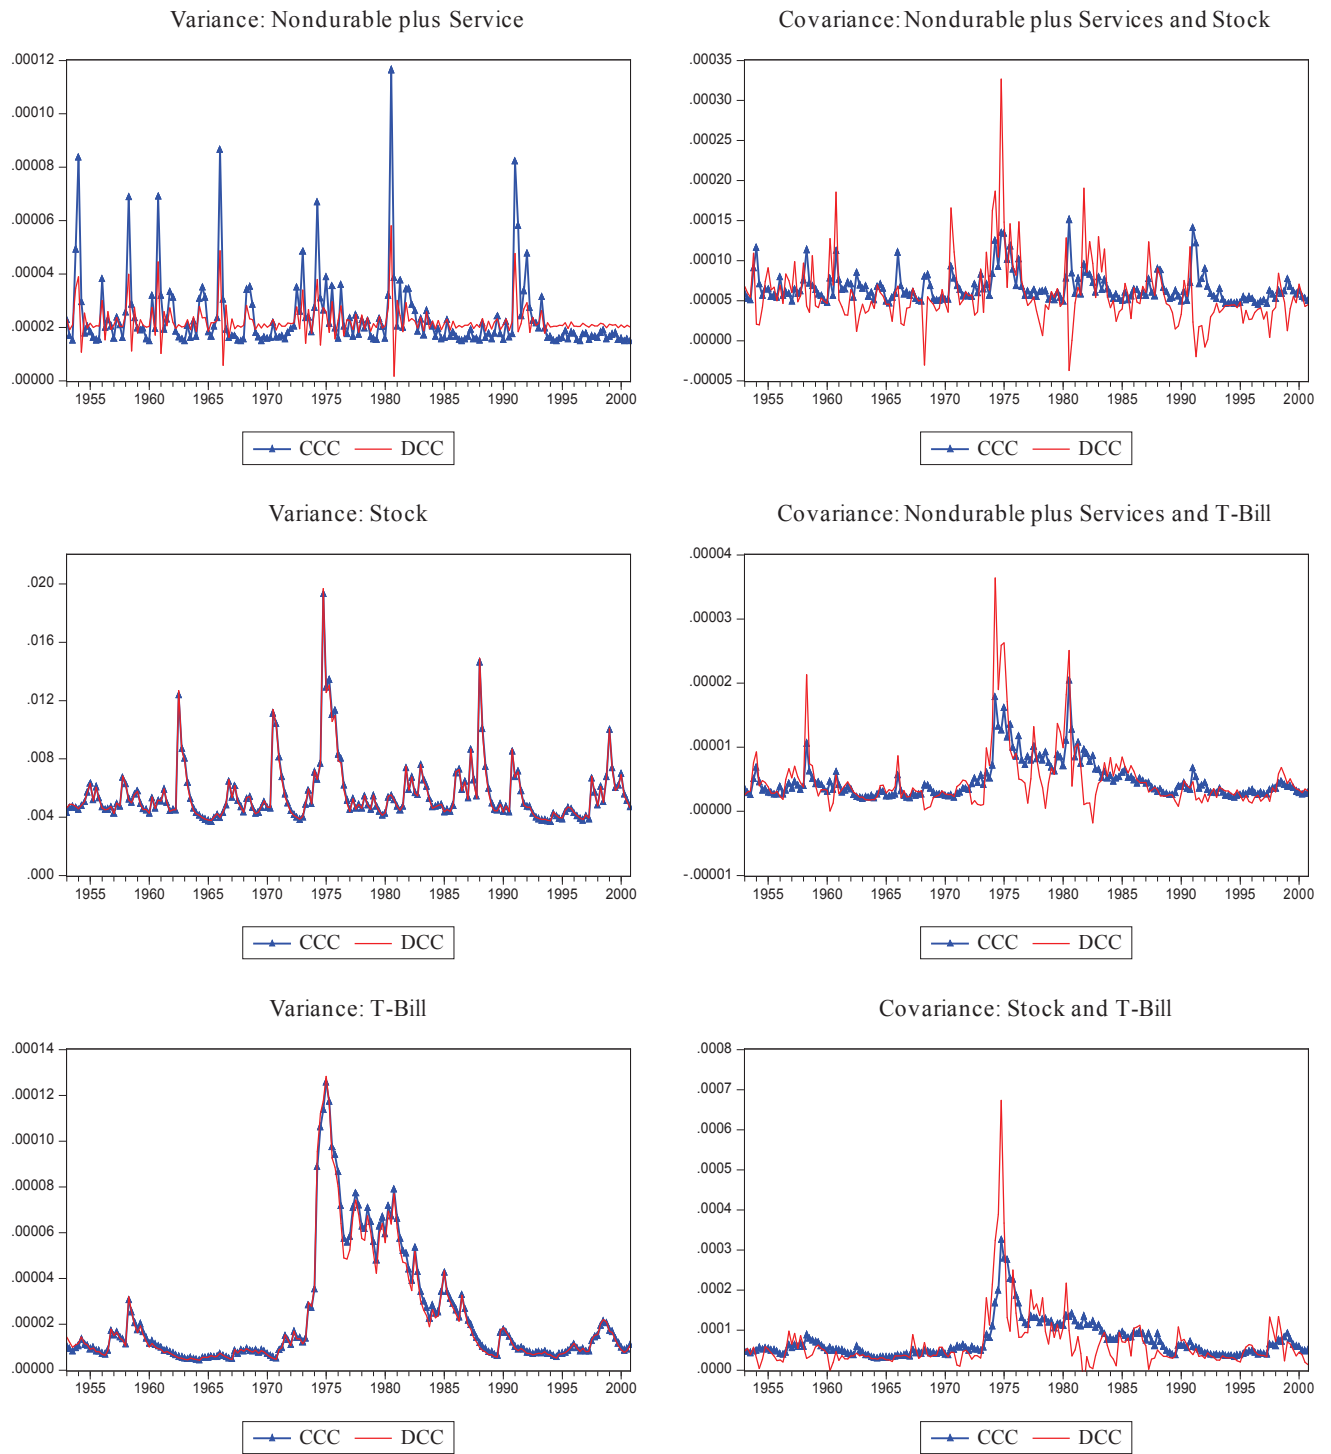 Variance: Nondurable plus Service
.00012
.00010
.00008
.00006
.00004
.00002
.00000
1955 1960 1965 1970 1975 1980 1985 1990 1995 2000
CCC DCC
Covariance: Nondurable plus Services and Stock
.00035
.00030
.00025
.00020
.00015
.00010
.00005
.00000
-.00005
1955 1960 1965 1970 1975 1980 1985 1990 1995 2000
CCC DCC
Variance: Stock
.020
.016
.012
.008
.004
.000
1955 1960 1965 1970 1975 1980 1985 1990 1995 2000
CCC DCC
Covariance: Nondurable plus Services and T-Bill
.00004
.00003
.00002
.00001
.00000
-.00001
1955 1960 1965 1970 1975 1980 1985 1990 1995 2000
CCC DCC
Variance: T-Bill
.00014
.00012
.00010
.00008
.00006
.00004
.00002
.00000
1955 1960 1965 1970 1975 1980 1985 1990 1995 2000
CCC DCC
Covariance: Stock and T-Bill
.0008
.0007
.0006
.0005
.0004
.0003
.0002
.0001
.0000
1955 1960 1965 1970 1975 1980 1985 1990 1995 2000
CCC DCC